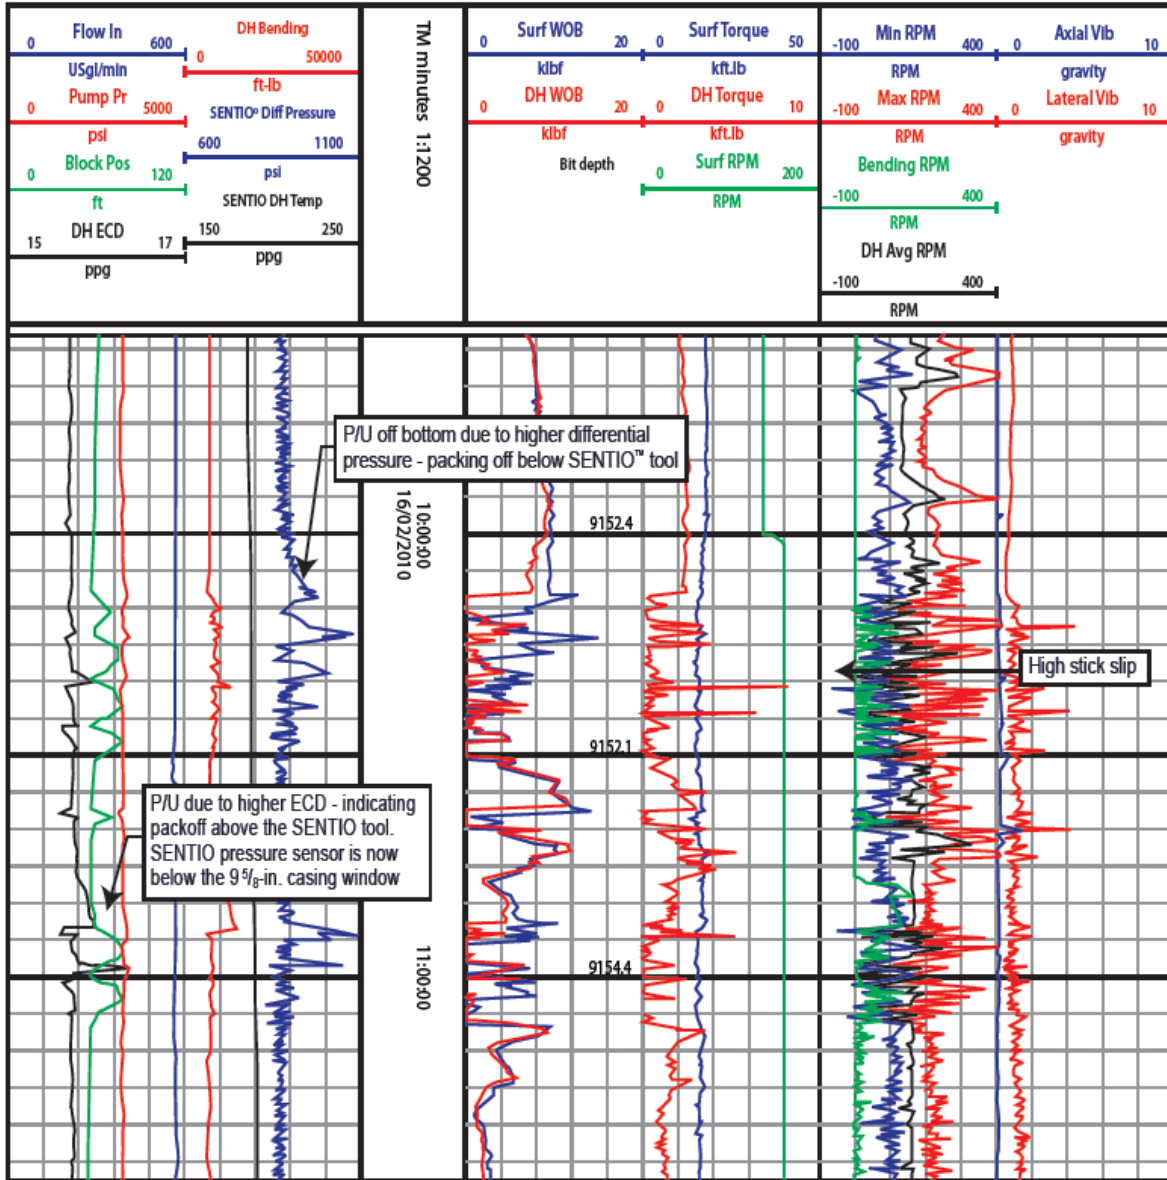 Flow In
0 600
USgl/min
Pump Pr
0 5000
psi
Block Pos
0 120
ft
DH ECD
15 17
ppg
DH Bending
0 50000
ft-lb
SENTIO® Diff Pressure
600 1100
psi
SENTIO DH Temp
150 250
ppg
TM minutes 1:1200
Surf WOB
0 20
klbf
DH WOB
0 20
klbf
Bit depth
Surf Torque
0 50
kft.lb
DH Torque
0 10
kft.lb
Surf RPM
0 200
RPM
Min RPM
-100 400
RPM
Max RPM
-100 400
RPM
Bending RPM
-100 400
RPM
DH Avg RPM
-100 400
RPM
Axial Vib
0 10
gravity
Lateral Vib
0 10
gravity
P/U off bottom due to higher differential
pressure - packing off below SENTIO™ tool
10:00:00
16/02/2010
9152.4
High stick slip
9152.1
P/U due to higher ECD - indicating
packoff above the SENTIO tool.
SENTIO pressure sensor is now
below the 9 5/8-in. casing window
11:00:00
9154.4